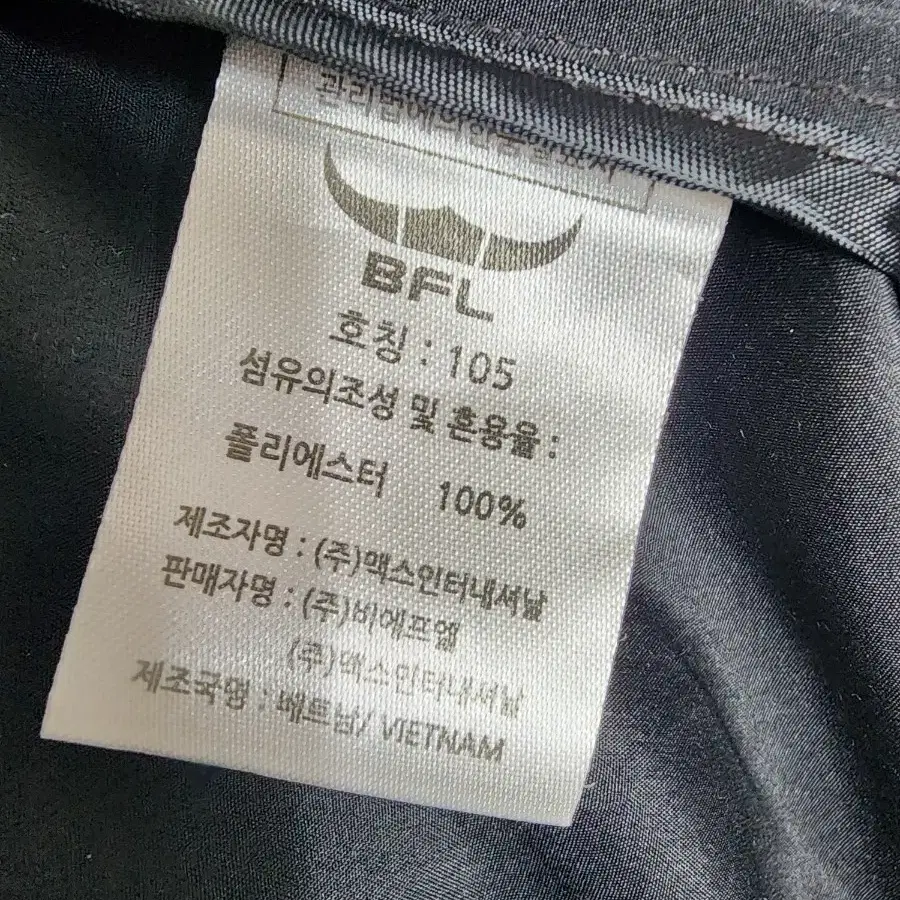 BFL
호칭 : 105
섬유의조성 및 혼용율 :
폴리에스터 100%
제조자명 : (주)맥스인터내셔날
판매자명 : (주)비에프엘
(주)맥스인터내셔날
제조국명 : 베트남/ VIETNAM